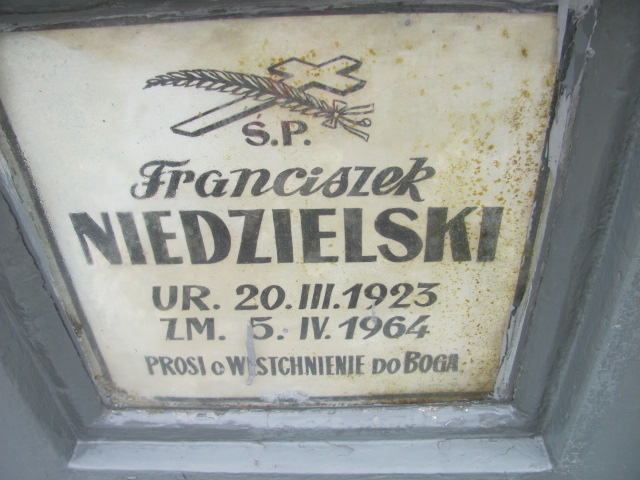 Ś.P.
Franciszek
NIEDZIELSKI
UR. 20.III.1923
ZM. 5.IV.1964
PROSI o WESTCHNIENIE DO BOGA